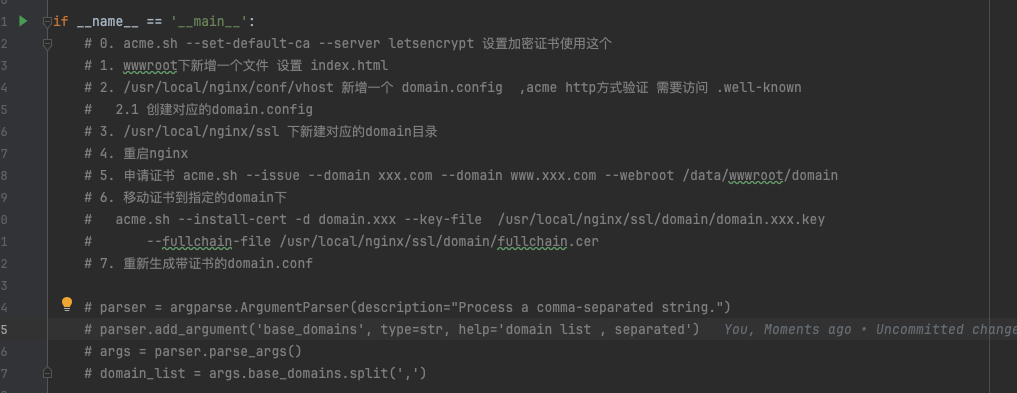 1 if __name__ == '__main__':
2 # 0. acme.sh --set-default-ca --server letsencrypt 设置加密证书使用这个
3 # 1. wwwroot下新增一个文件 设置 index.html
4 # 2. /usr/local/nginx/conf/vhost 新增一个 domain.config ,acme http方式验证 需要访问 .well-known
5 # 2.1 创建对应的domain.config
6 # 3. /usr/local/nginx/ssl 下新建对应的domain目录
7 # 4. 重启nginx
8 # 5. 申请证书 acme.sh --issue --domain xxx.com --domain www.xxx.com --webroot /data/wwwroot/domain
9 # 6. 移动证书到指定的domain下
0 # acme.sh --install-cert -d domain.xxx --key-file /usr/local/nginx/ssl/domain/domain.xxx.key
1 # --fullchain-file /usr/local/nginx/ssl/domain/fullchain.cer
2 # 7. 重新生成带证书的domain.conf
3
4 # parser = argparse.ArgumentParser(description="Process a comma-separated string.")
5 # parser.add_argument('base_domains', type=str, help='domain list , separated') You, Moments ago • Uncommitted change
6 # args = parser.parse_args()
7 # domain_list = args.base_domains.split(',')